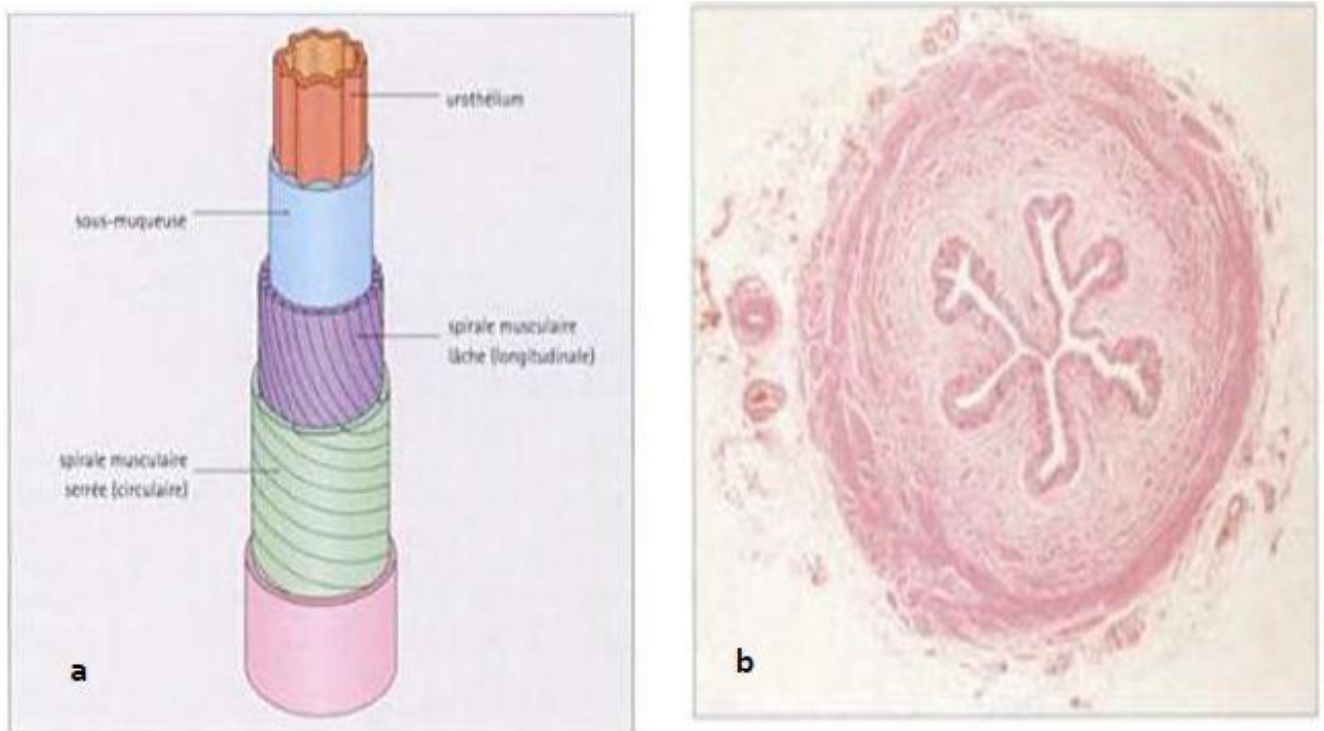 urothélium
sous-muqueuse
spirale musculaire
lâche (longitudinale)
spirale musculaire
serrée (circulaire)
a
b